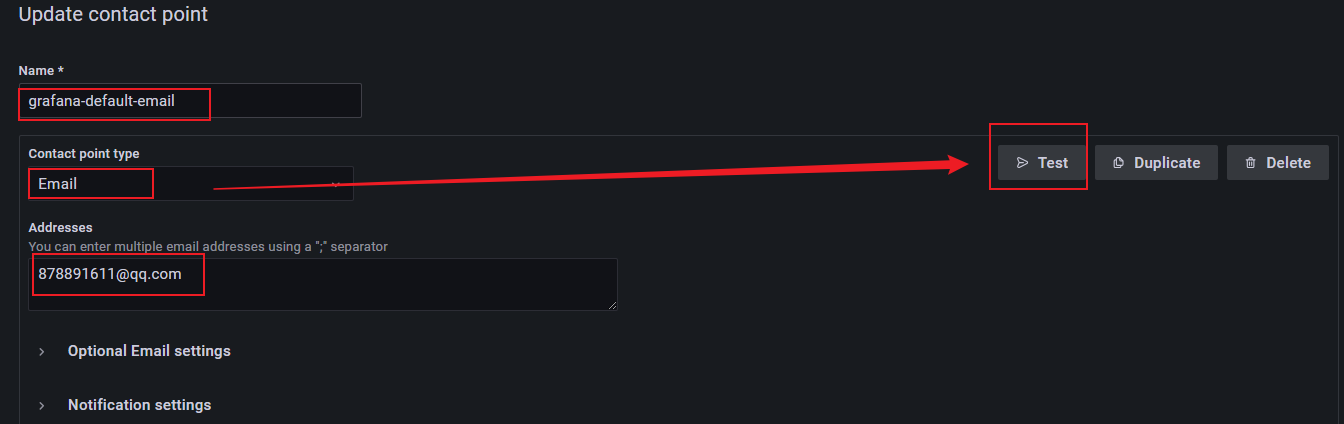 Update contact point
Name *
grafana-default-email
Contact point type
Test
Duplicate
Delete
Email
Addresses
You can enter multiple email addresses using a ";" separator
878891611@qq.com
Optional Email settings
Notification settings